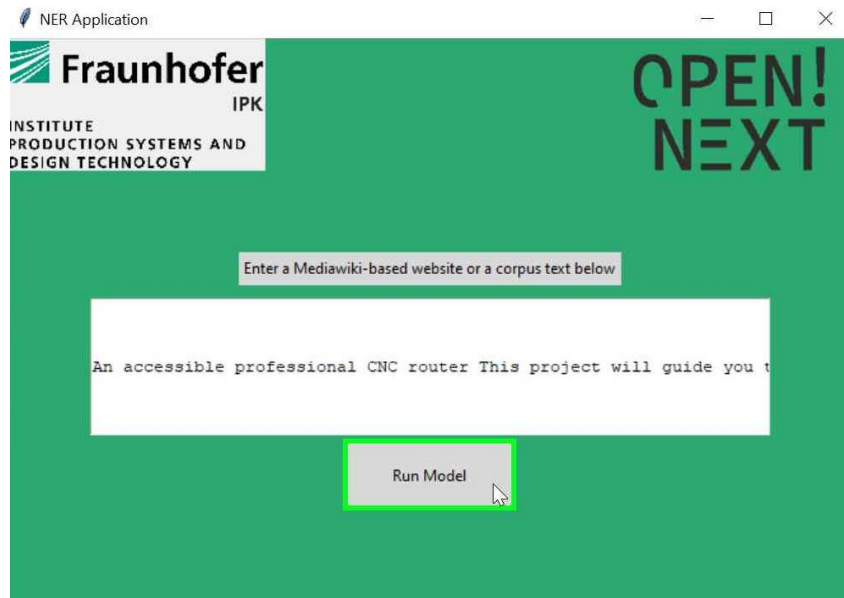 NER Application
Fraunhofer
IPK
INSTITUTE
PRODUCTION SYSTEMS AND
DESIGN TECHNOLOGY
OPEN!
NEXT
Enter a Mediawiki-based website or a corpus text below
An accessible professional CNC router This project will guide you t
Run Model